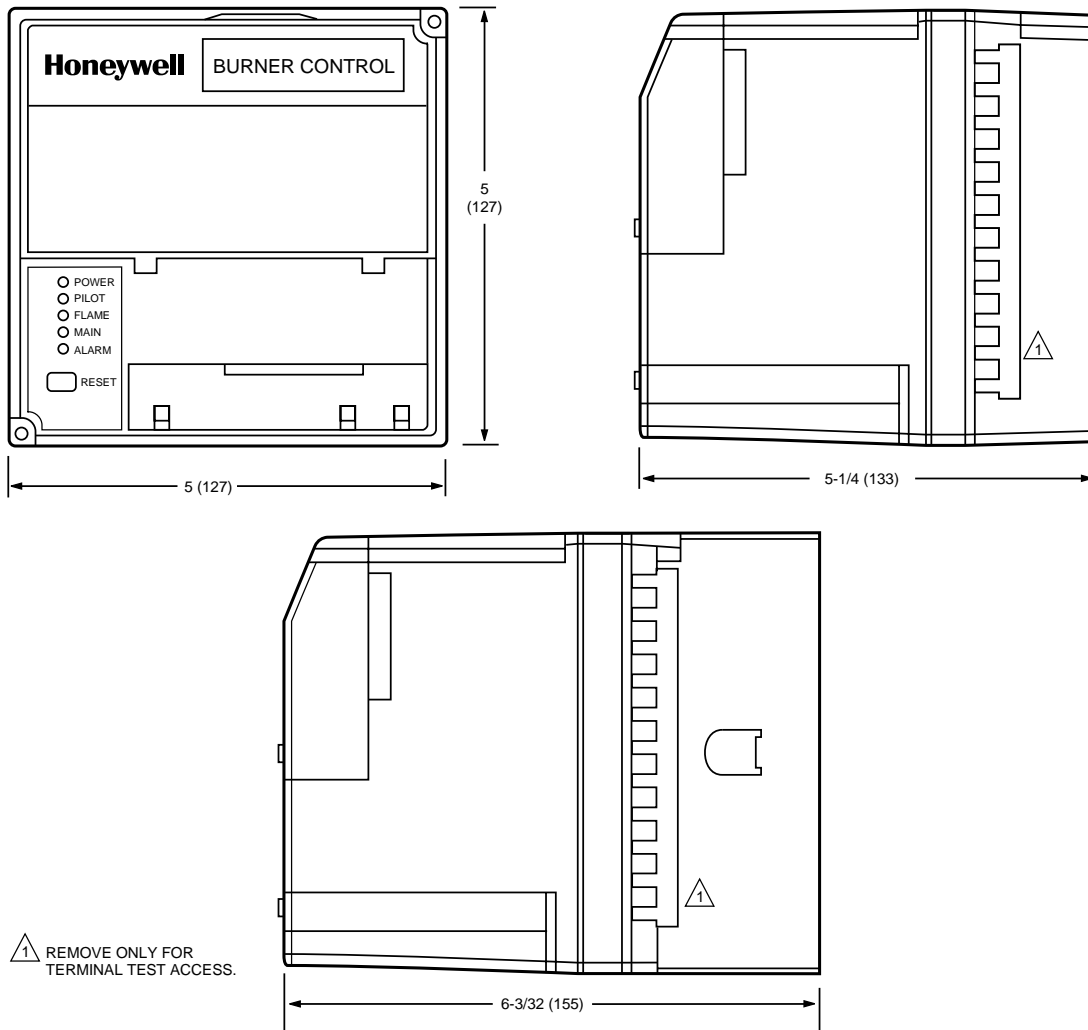 Honeywell
BURNER CONTROL
POWER
PILOT
FLAME
MAIN
ALARM
RESET
5
(127)
5 (127)
1
5-1/4 (133)
1
6-3/32 (155)
1 REMOVE ONLY FOR
TERMINAL TEST ACCESS.